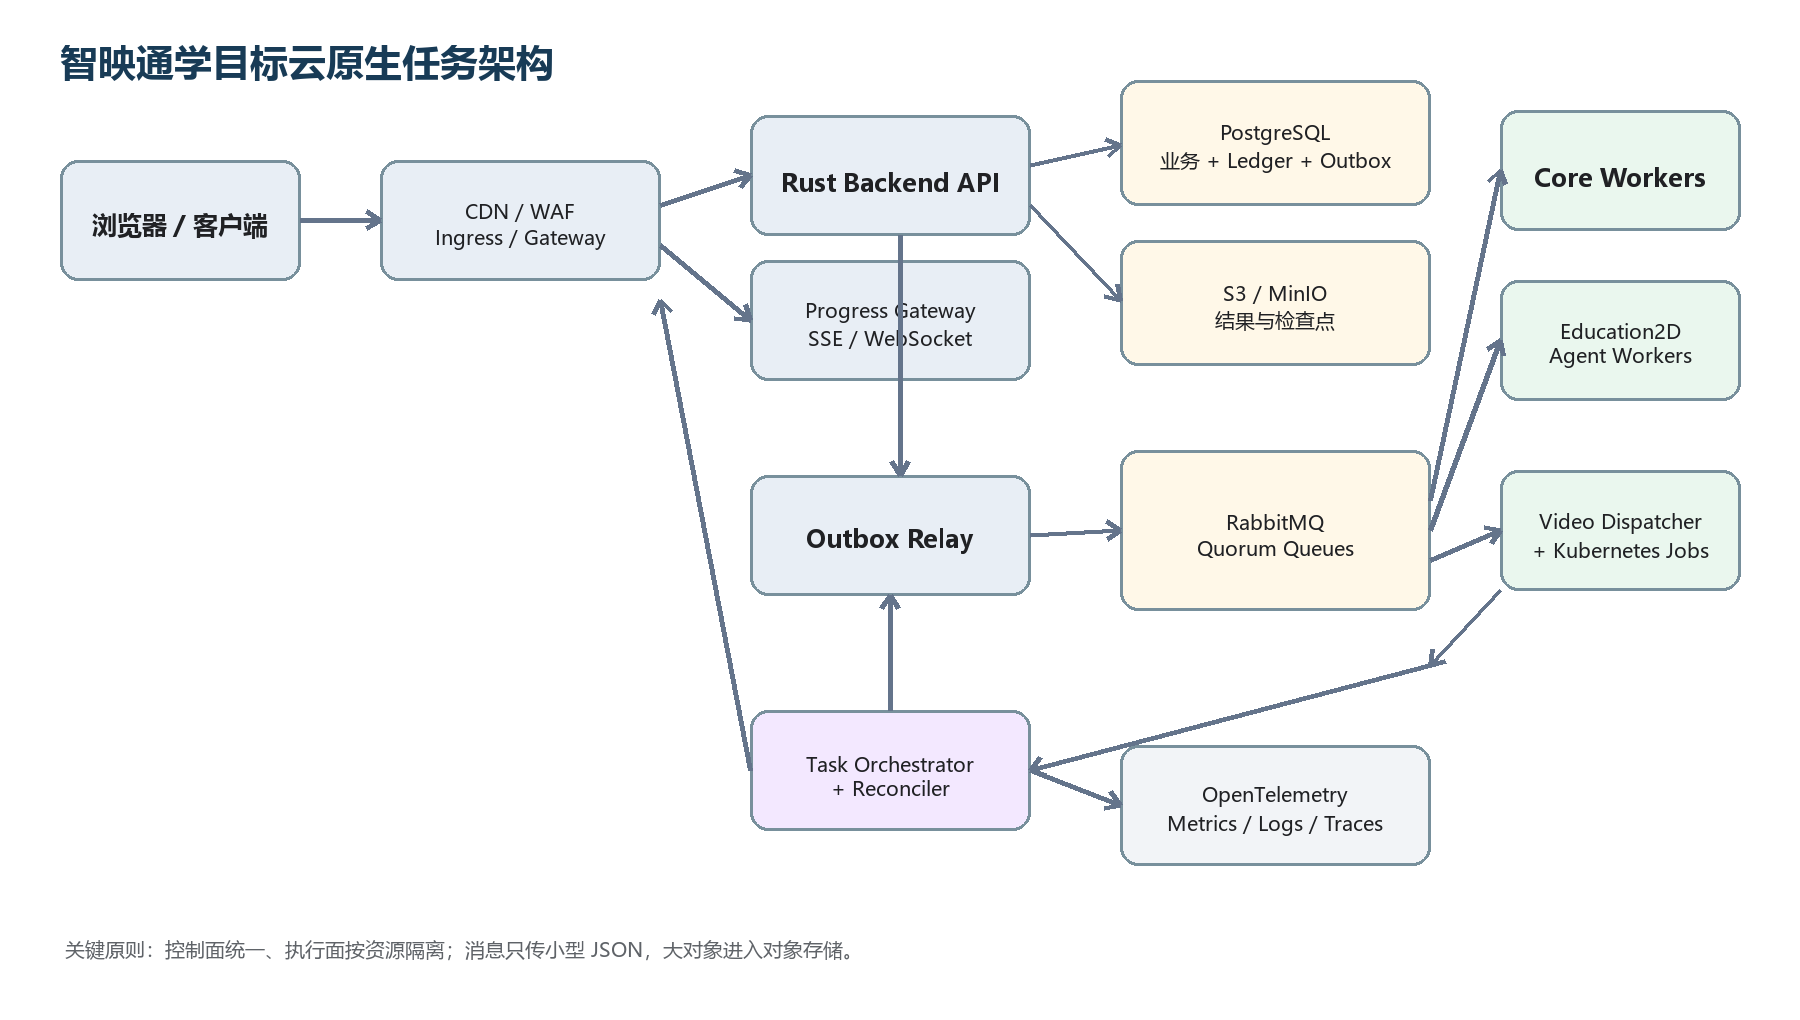 智映通学目标云原生任务架构
浏览器 / 客户端
CDN / WAF
Ingress / Gateway
Rust Backend API
Progress Gateway
SSE / WebSocket
PostgreSQL
业务 + Ledger + Outbox
S3 / MinIO
结果与检查点
Core Workers
Education2D
Agent Workers
Outbox Relay
RabbitMQ
Quorum Queues
Video Dispatcher
+ Kubernetes Jobs
Task Orchestrator
+ Reconciler
OpenTelemetry
Metrics / Logs / Traces
关键原则：控制面统一、执行面按资源隔离；消息只传小型 JSON，大对象进入对象存储。